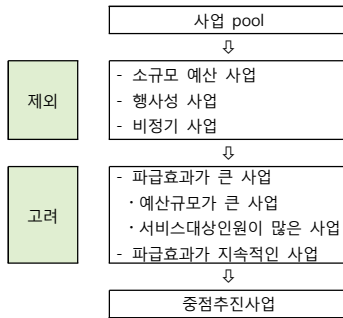 사업 pool
⇩
제외
- 소규모 예산 사업
- 행사성 사업
- 비정기 사업
⇩
고려
- 파급효과가 큰 사업
·예산규모가 큰 사업
·서비스대상인원이 많은 사업
- 파급효과가 지속적인 사업
⇩
중점추진사업